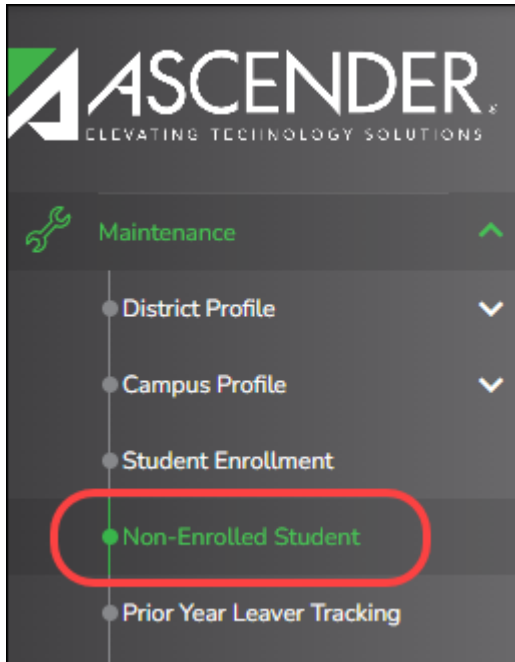 ASCENDER
ELEVATING TECHNOLOGY SOLUTIONS
Maintenance
District Profile
Campus Profile
Student Enrollment
Non-Enrolled Student
Prior Year Leaver Tracking